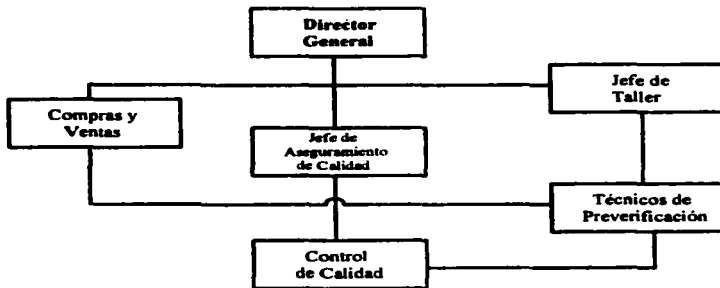 Director
General
Jefe de
Taller
Compras y
Ventas
Jefe de
Aseguramiento
de Calidad
Técnicos de
Preverificación
Control
de Calidad